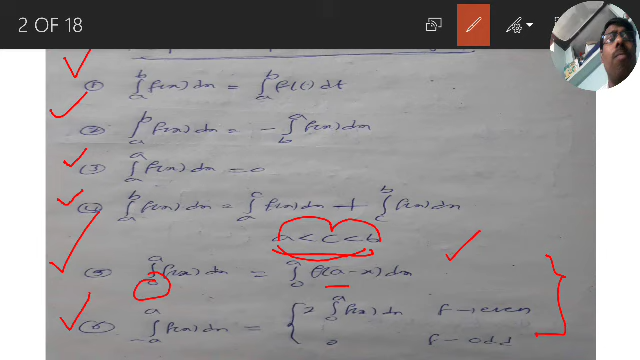 2 OF 18
① ∫_a^b f(x) dx = ∫_a^b f(t) dt
② ∫_a^b f(x) dx = - ∫_b^a f(x) dx
③ ∫_a^a f(x) dx = 0
④ ∫_a^b f(x) dx = ∫_a^c f(x) dx + ∫_c^b f(x) dx
a < c < b
⑤ ∫_0^a f(x) dx = ∫_0^a f(a-x) dx
⑥ ∫_{-a}^a f(x) dx = { 2 ∫_0^a f(x) dx f → even
0 f - odd